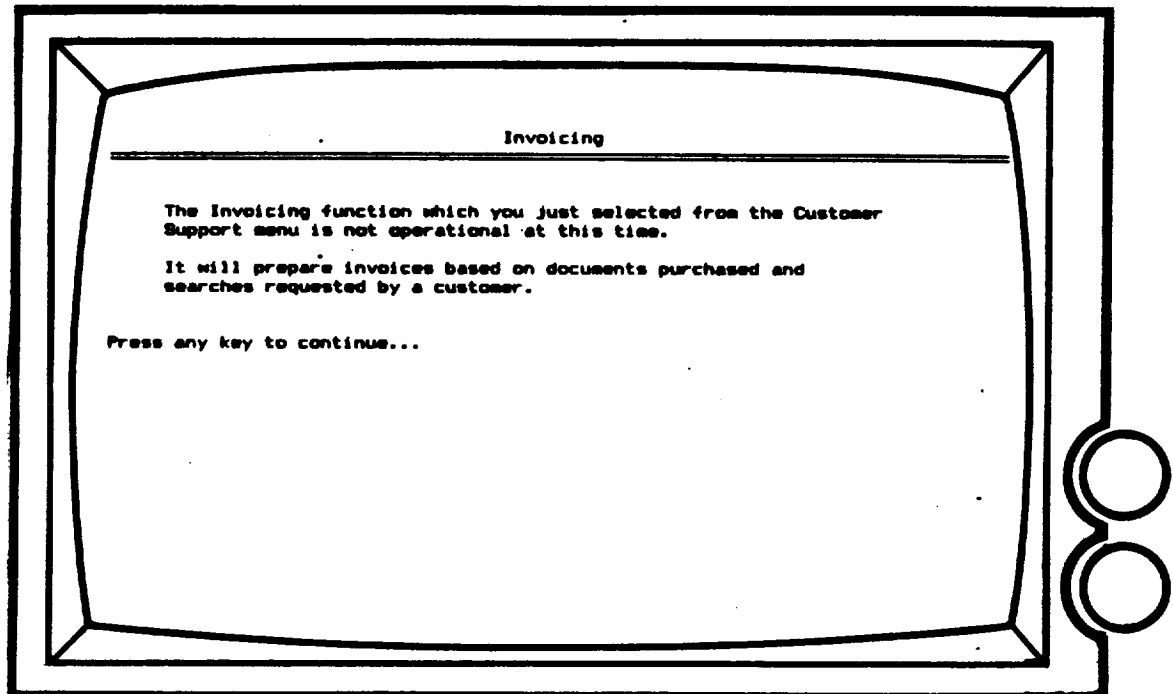 Invoicing
The Invoicing function which you just selected from the Customer
Support menu is not operational at this time.
It will prepare invoices based on documents purchased and
searches requested by a customer.
Press any key to continue...